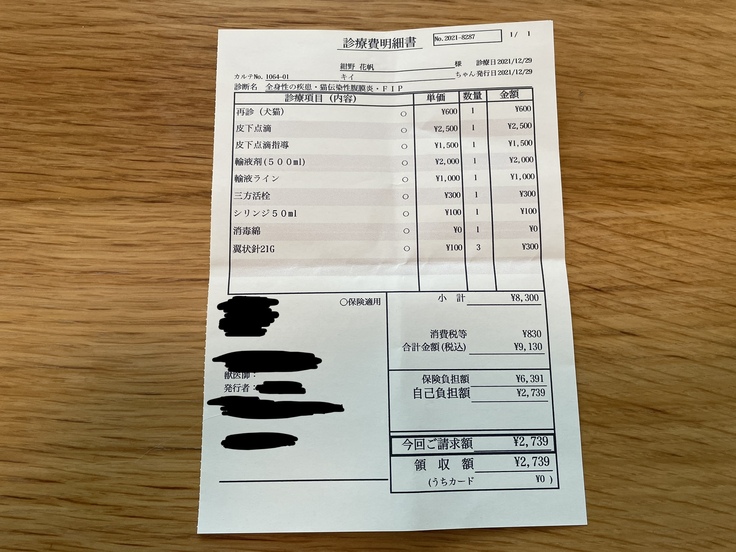 診療費明細書
No.2021-8287
1/ 1
紺野 花帆 様 診療日2021/12/29
カルテNo.1064-01 キイ ちゃん 発行日2021/12/29
診断名 全身性の疾患・猫伝染性腹膜炎・FIP
診療項目(内容) 単価 数量 金額
再診(犬猫) ○ ¥600 1 ¥600
皮下点滴 ○ ¥2,500 1 ¥2,500
皮下点滴指導 ○ ¥1,500 1 ¥1,500
輸液剤(500ml) ○ ¥2,000 1 ¥2,000
輸液ライン ○ ¥1,000 1 ¥1,000
三方活栓 ○ ¥300 1 ¥300
シリンジ50ml ○ ¥100 1 ¥100
消毒綿 ○ ¥0 1 ¥0
翼状針21G ○ ¥100 3 ¥300
○保険適用
小 計 ¥8,300
消費税等 ¥830
合計金額(税込) ¥9,130
獣医師:
発行者:
保険負担額 ¥6,391
自己負担額 ¥2,739
今回ご請求額 ¥2,739
領 収 額 ¥2,739
(うちカード ¥0 )